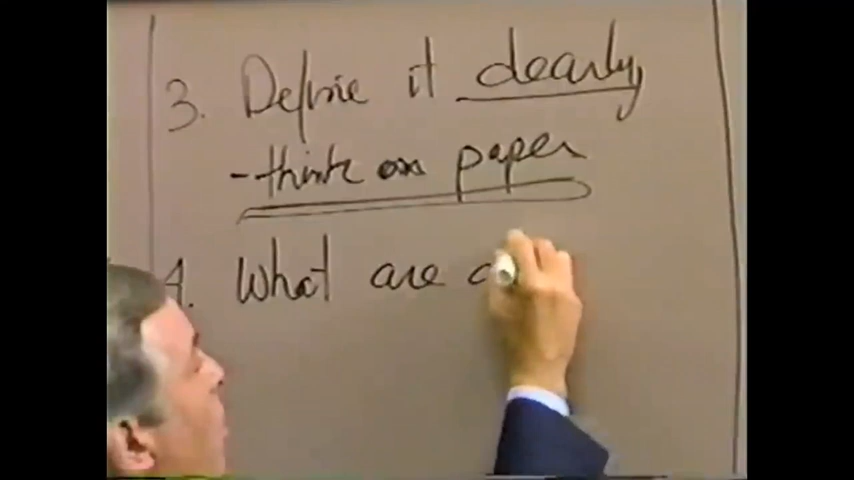 3. Define it clearly,
- think on paper
4. What are a